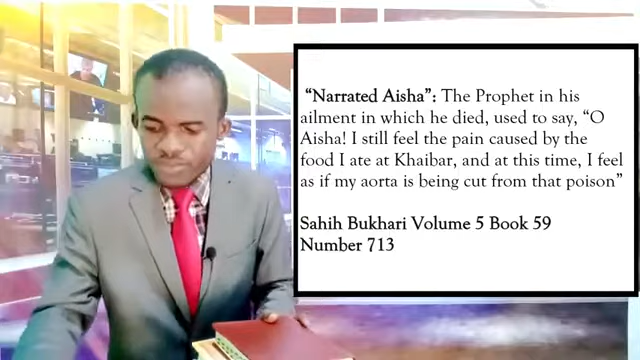 “Narrated Aisha”: The Prophet in his
ailment in which he died, used to say, “O
Aisha! I still feel the pain caused by the
food I ate at Khaibar, and at this time, I feel
as if my aorta is being cut from that poison”
Sahih Bukhari Volume 5 Book 59
Number 713